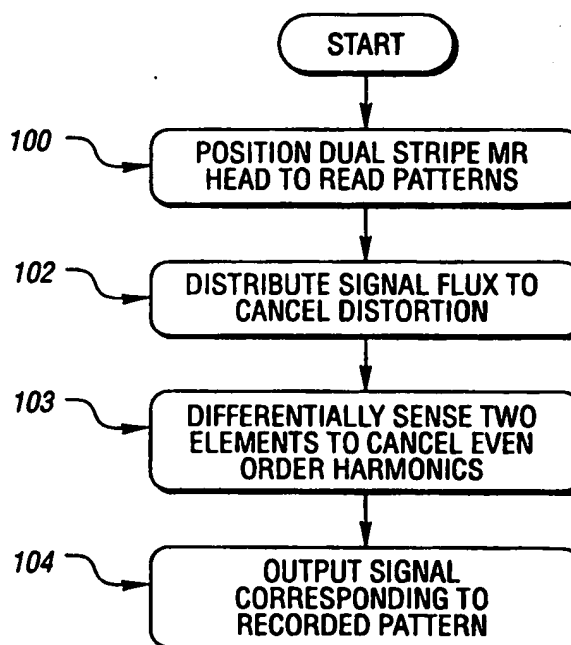 START
100
POSITION DUAL STRIPE MR
HEAD TO READ PATTERNS
102
DISTRIBUTE SIGNAL FLUX TO
CANCEL DISTORTION
103
DIFFERENTIALLY SENSE TWO
ELEMENTS TO CANCEL EVEN
ORDER HARMONICS
104
OUTPUT SIGNAL
CORRESPONDING TO
RECORDED PATTERN